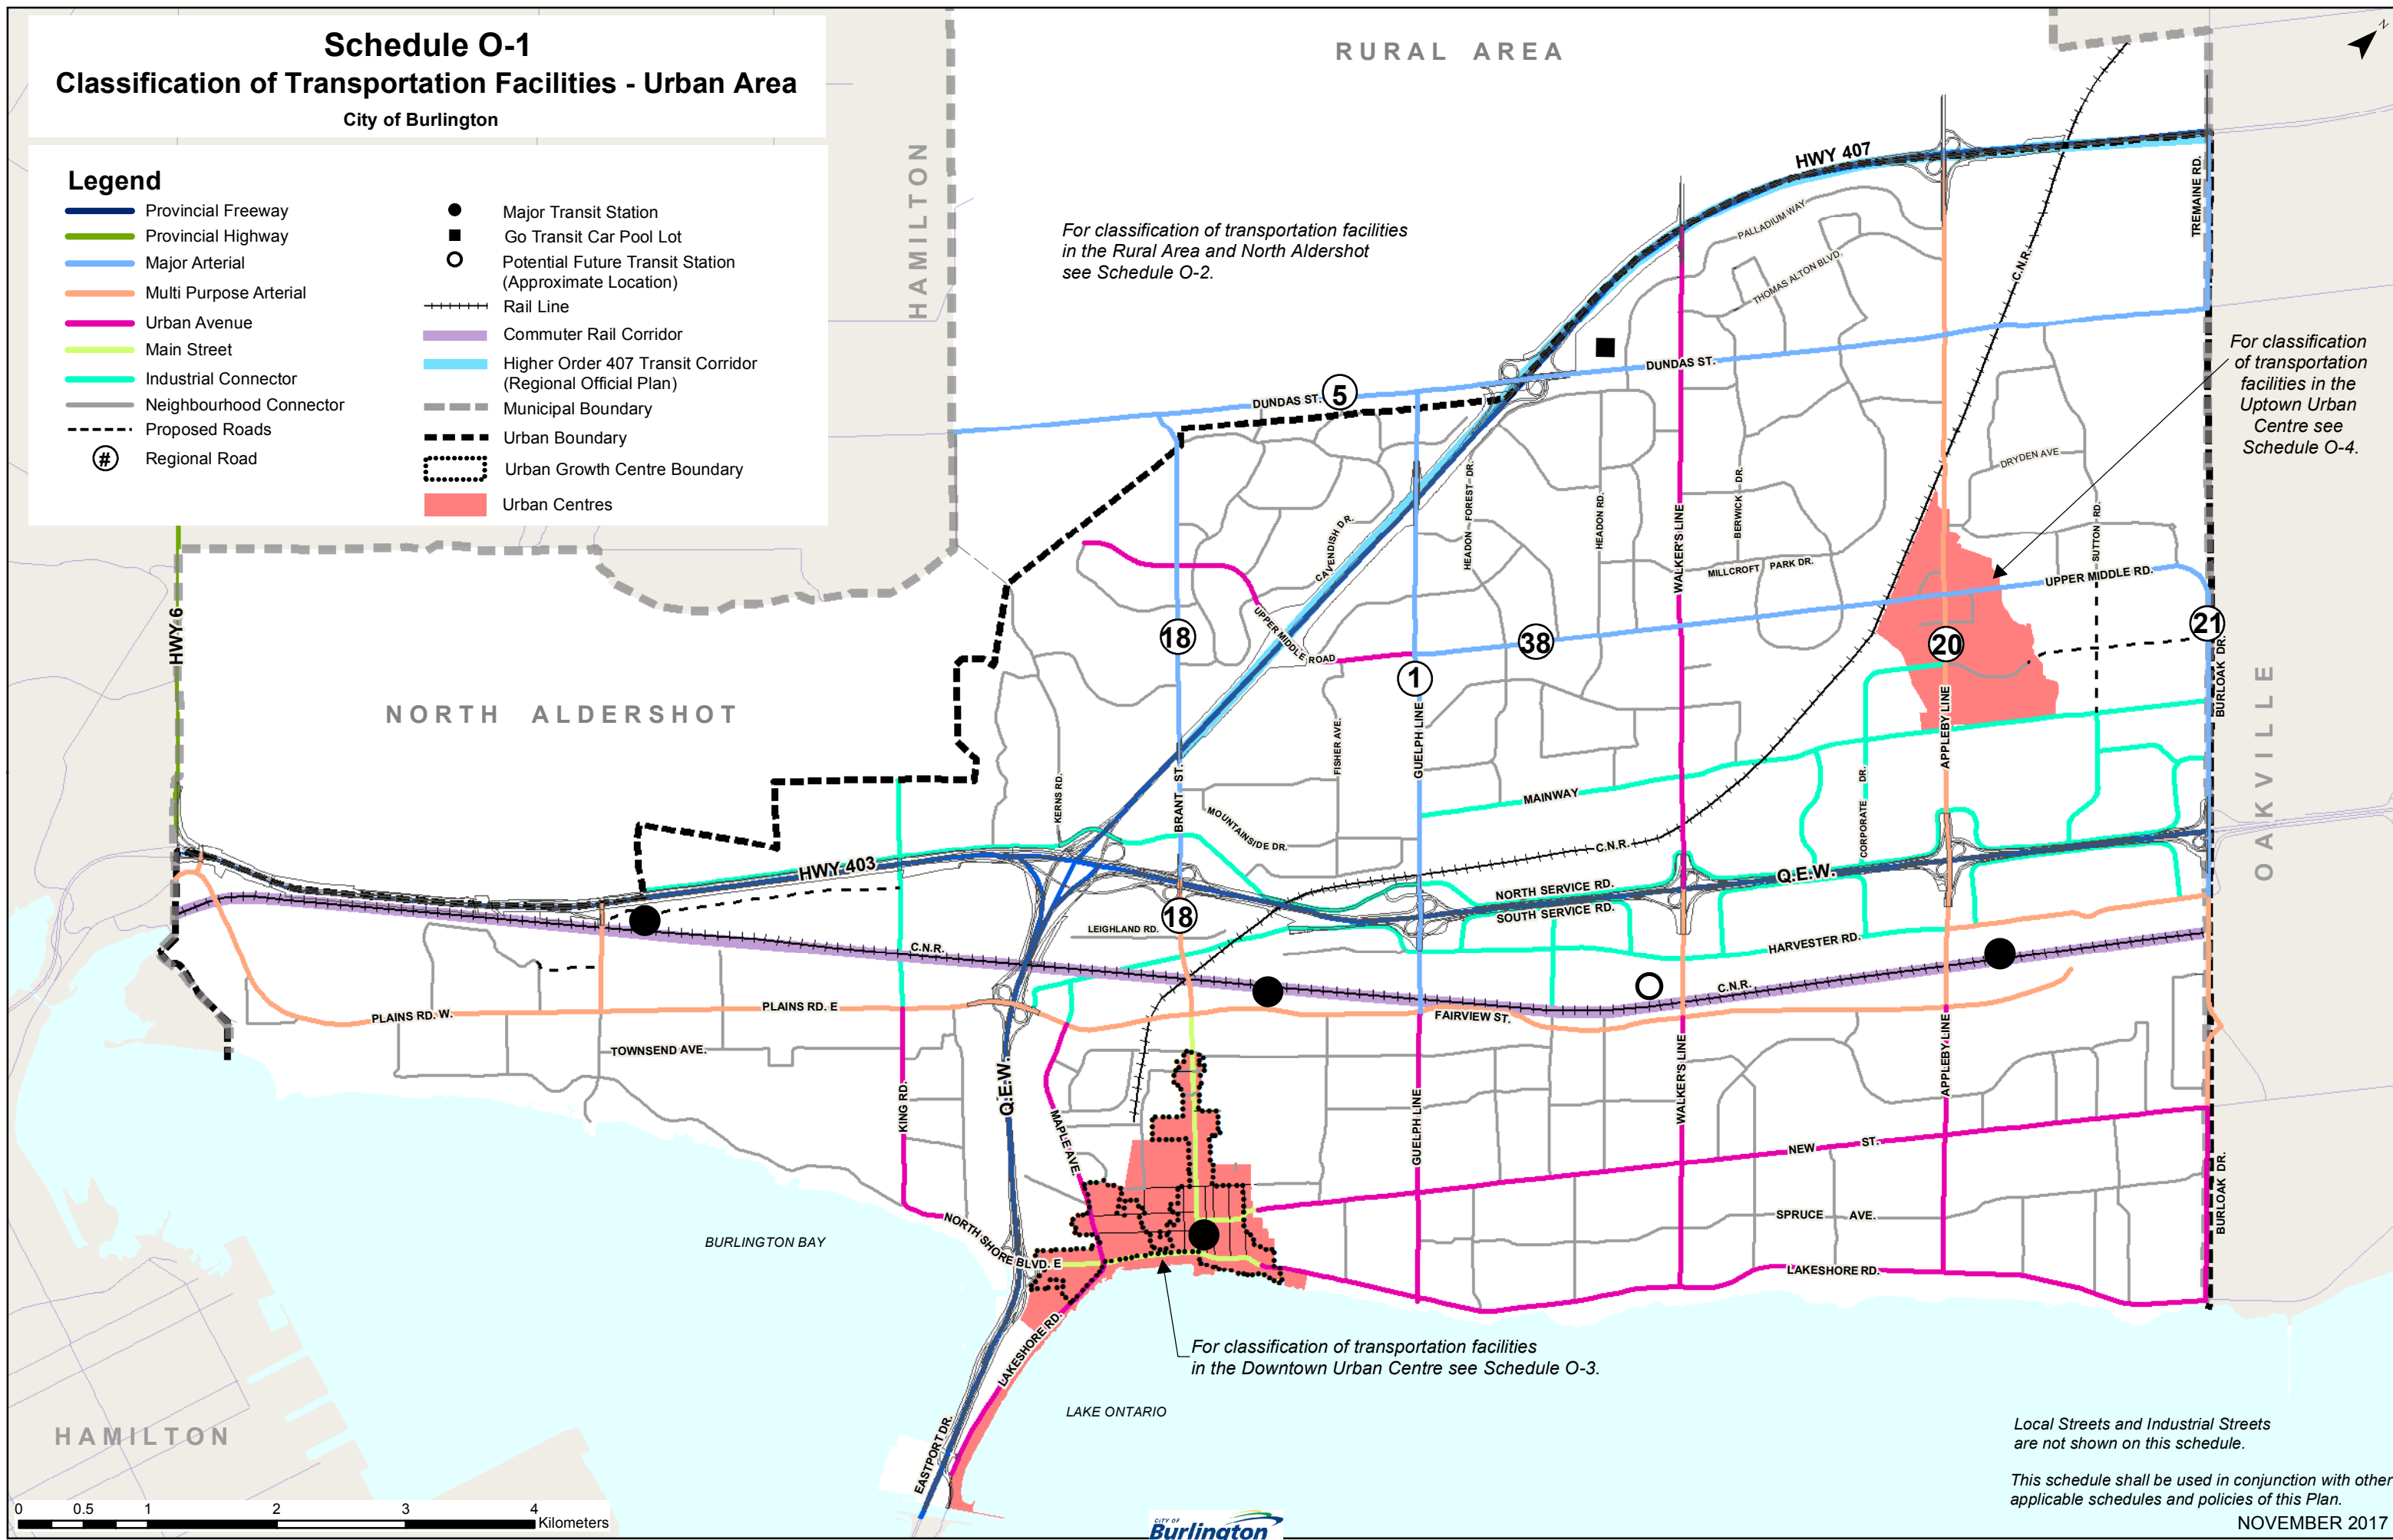 Schedule O-1
Classification of Transportation Facilities - Urban Area
City of Burlington
Legend
Provincial Freeway
Provincial Highway
Major Arterial
Multi Purpose Arterial
Urban Avenue
Main Street
Industrial Connector
Neighbourhood Connector
Proposed Roads
#
Regional Road
Major Transit Station
Go Transit Car Pool Lot
Potential Future Transit Station
(Approximate Location)
Rail Line
Commuter Rail Corridor
Higher Order 407 Transit Corridor
(Regional Official Plan)
Municipal Boundary
Urban Boundary
Urban Growth Centre Boundary
Urban Centres
RURAL AREA
N
HAMILTON
For classification of transportation facilities
in the Rural Area and North Aldershot
see Schedule O-2.
HWY 407
TREMAINE RD.
PALLADIUM WAY
THOMAS ALTON BLVD.
C.N.R.
For classification
of transportation
facilities in the
Uptown Urban
Centre see
Schedule O-4.
DUNDAS ST.
5
DUNDAS ST.
DRYDEN AVE
CAVENDISH DR.
HEADON FOREST DR.
HEADON RD.
BERWICK DR.
WALKER'S LINE
SUTTON RD.
MILLCROFT PARK DR.
UPPER MIDDLE RD.
HWY 6
18
UPPER MIDDLE ROAD
38
1
20
21
BURLOAK DR.
NORTH ALDERSHOT
OAKVILLE
KERNS RD.
BRANT ST.
FISHER AVE.
GUELPH LINE
APPLEBY LINE
MAINWAY
MOUNTAINSIDE DR.
CORPORATE DR.
C.N.R.
HWY 403
Q.E.W.
NORTH SERVICE RD.
SOUTH SERVICE RD.
18
LEIGHLAND RD.
HARVESTER RD.
C.N.R.
C.N.R.
PLAINS RD. W.
PLAINS RD. E
FAIRVIEW ST.
TOWNSEND AVE.
KING RD.
Q.E.W.
MAPLE AVE.
GUELPH LINE
WALKER'S LINE
APPLEBY LINE
NEW ST.
BURLOAK DR.
SPRUCE AVE.
NORTH SHORE BLVD. E
BURLINGTON BAY
LAKESHORE RD.
LAKESHORE RD.
For classification of transportation facilities
in the Downtown Urban Centre see Schedule O-3.
LAKE ONTARIO
EASTPORT DR.
HAMILTON
Local Streets and Industrial Streets
are not shown on this schedule.
This schedule shall be used in conjunction with other
applicable schedules and policies of this Plan.
NOVEMBER 2017
0 0.5 1 2 3 4
Kilometers
CITY OF
Burlington